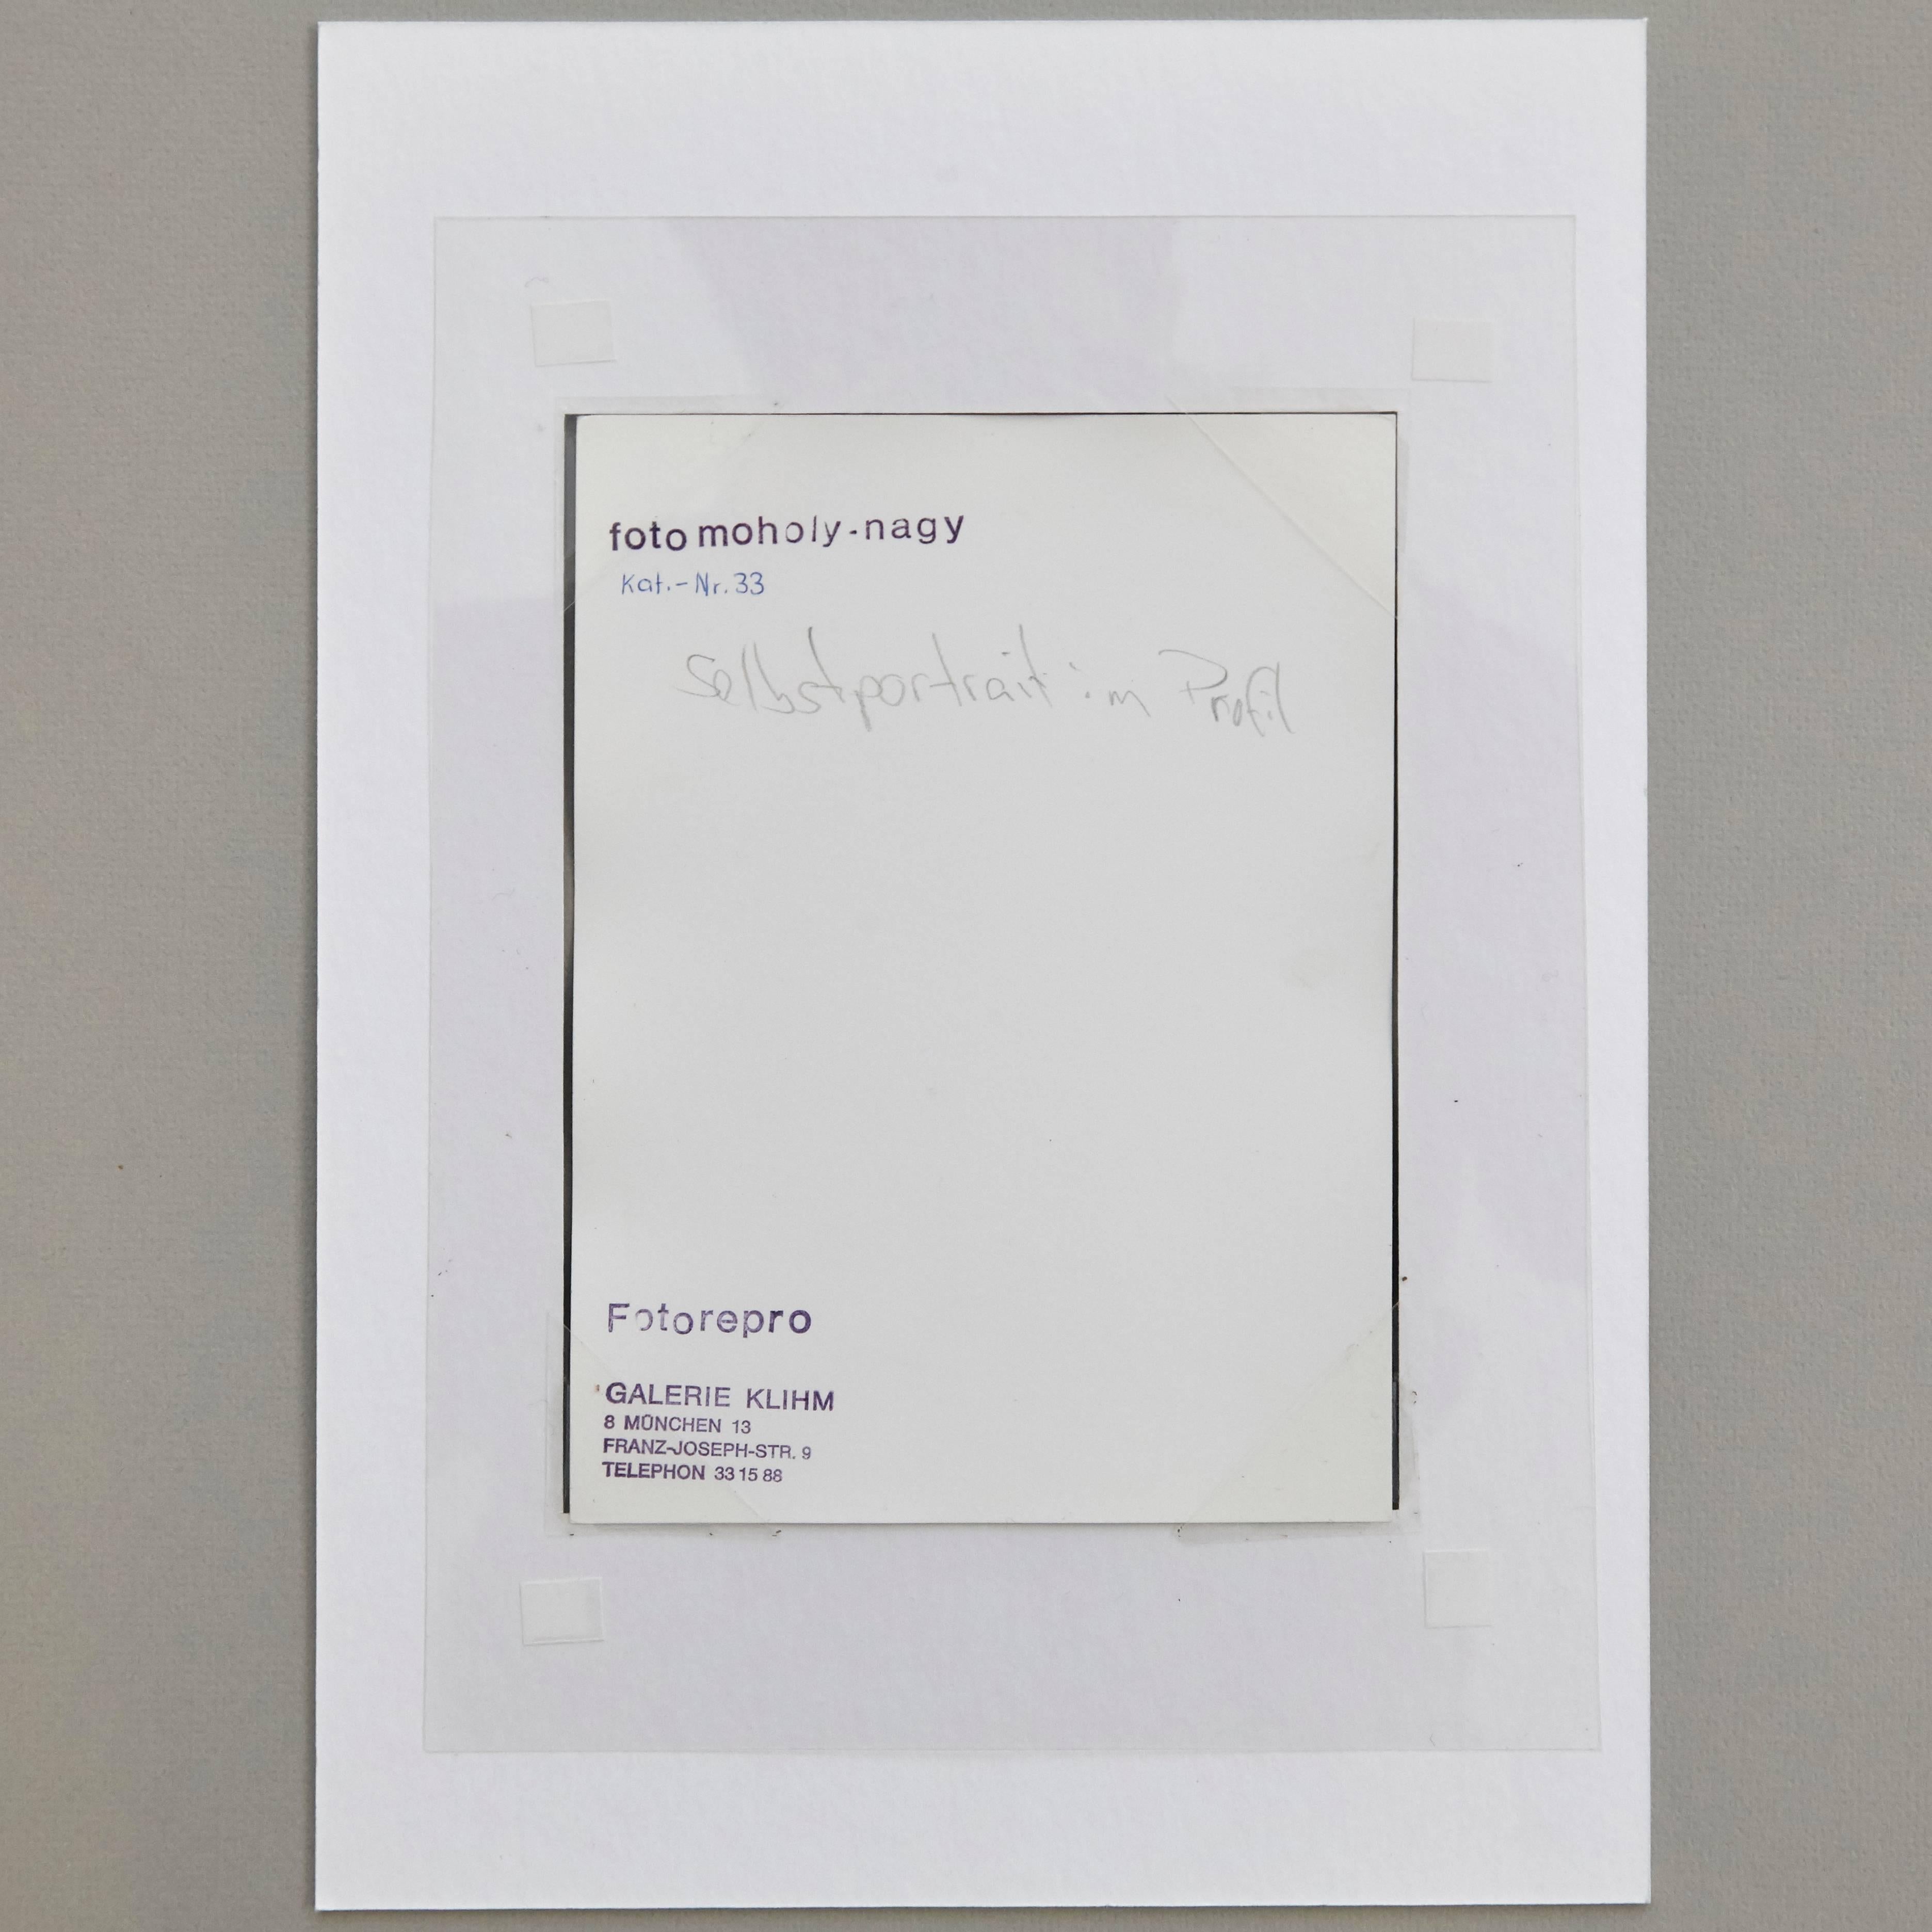 foto moholy-nagy
Kat.-Nr. 33
Selbstportrait im Profil
Fotorepro
GALERIE KLIHM
8 MÜNCHEN 13
FRANZ-JOSEPH-STR. 9
TELEPHON 33 15 88